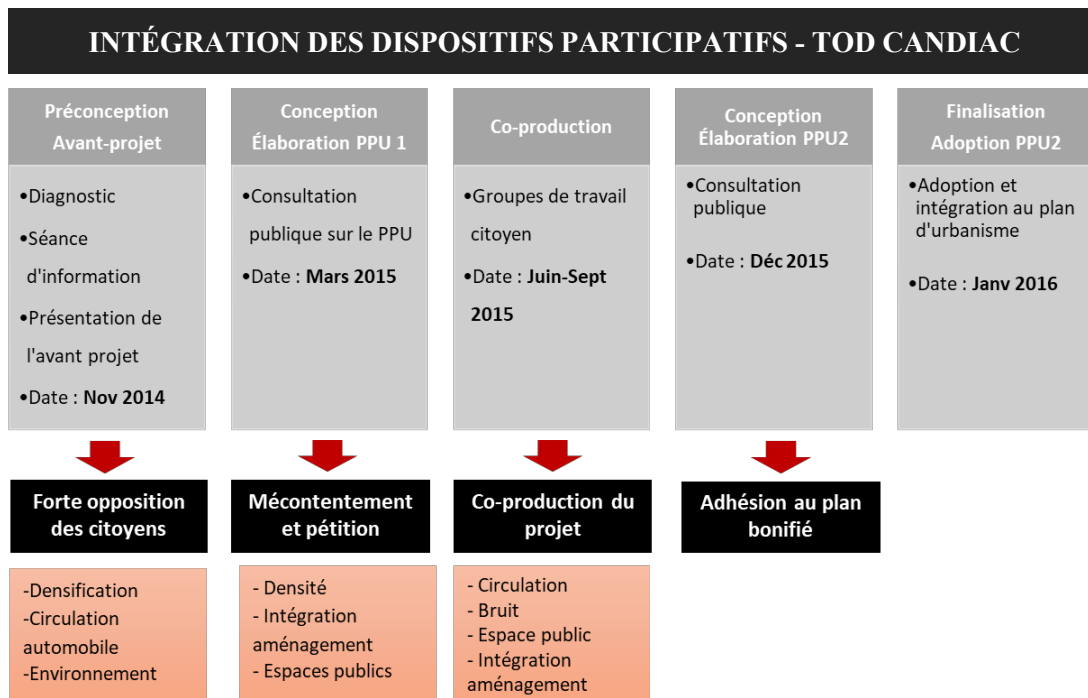 INTÉGRATION DES DISPOSITIFS PARTICIPATIFS - TOD CANDIAC
Préconception
Avant-projet
•Diagnostic
•Séance
d'information
•Présentation de
l'avant projet
•Date : Nov 2014
Forte opposition
des citoyens
-Densification
-Circulation
automobile
-Environnement
Conception
Élaboration PPU 1
•Consultation
publique sur le PPU
•Date : Mars 2015
Mécontentement
et pétition
- Densité
- Intégration
aménagement
- Espaces publics
Co-production
•Groupes de travail
citoyen
•Date : Juin-Sept
2015
Co-production du
projet
- Circulation
- Bruit
- Espace public
- Intégration
aménagement
Conception
Élaboration PPU2
•Consultation
publique
•Date : Déc 2015
Adhésion au plan
bonifié
Finalisation
Adoption PPU2
•Adoption et
intégration au plan
d'urbanisme
•Date : Janv 2016